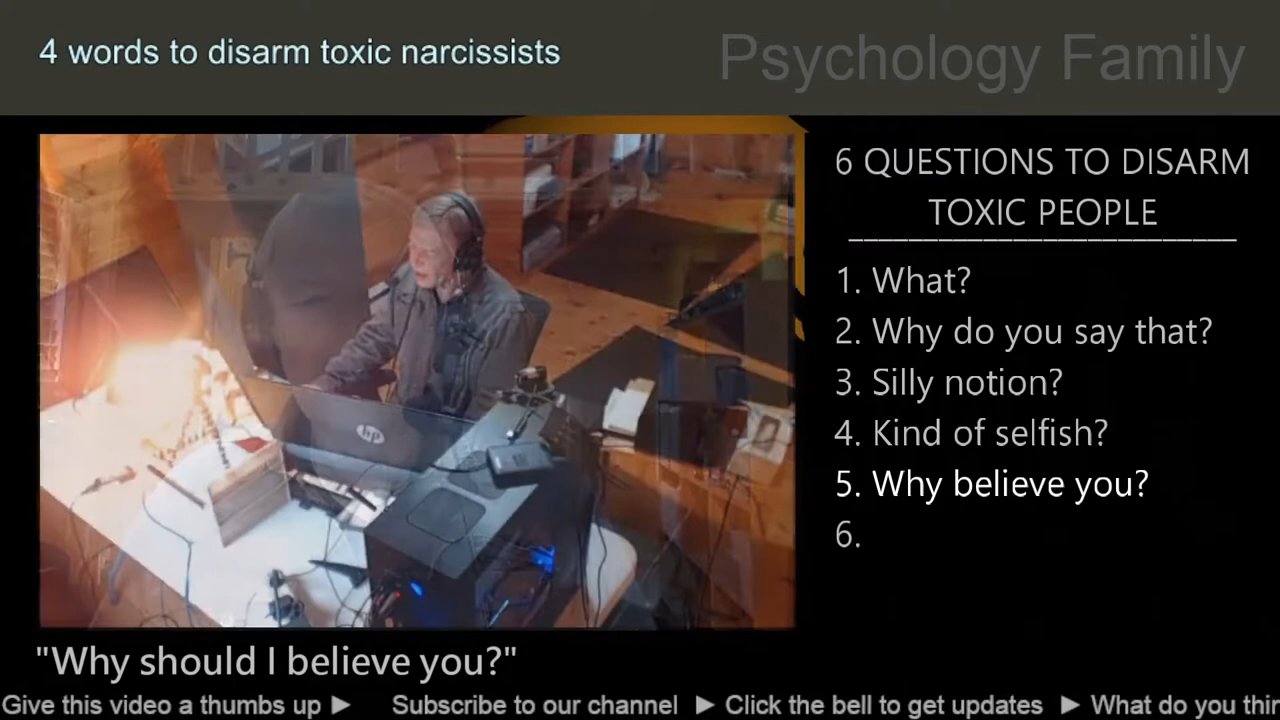 4 words to disarm toxic narcissists
Psychology Family
6 QUESTIONS TO DISARM
TOXIC PEOPLE
1. What?
2. Why do you say that?
3. Silly notion?
4. Kind of selfish?
5. Why believe you?
6.
hp
"Why should I believe you?"
Give this video a thumbs up ► Subscribe to our channel ► Click the bell to get updates ► What do you thin